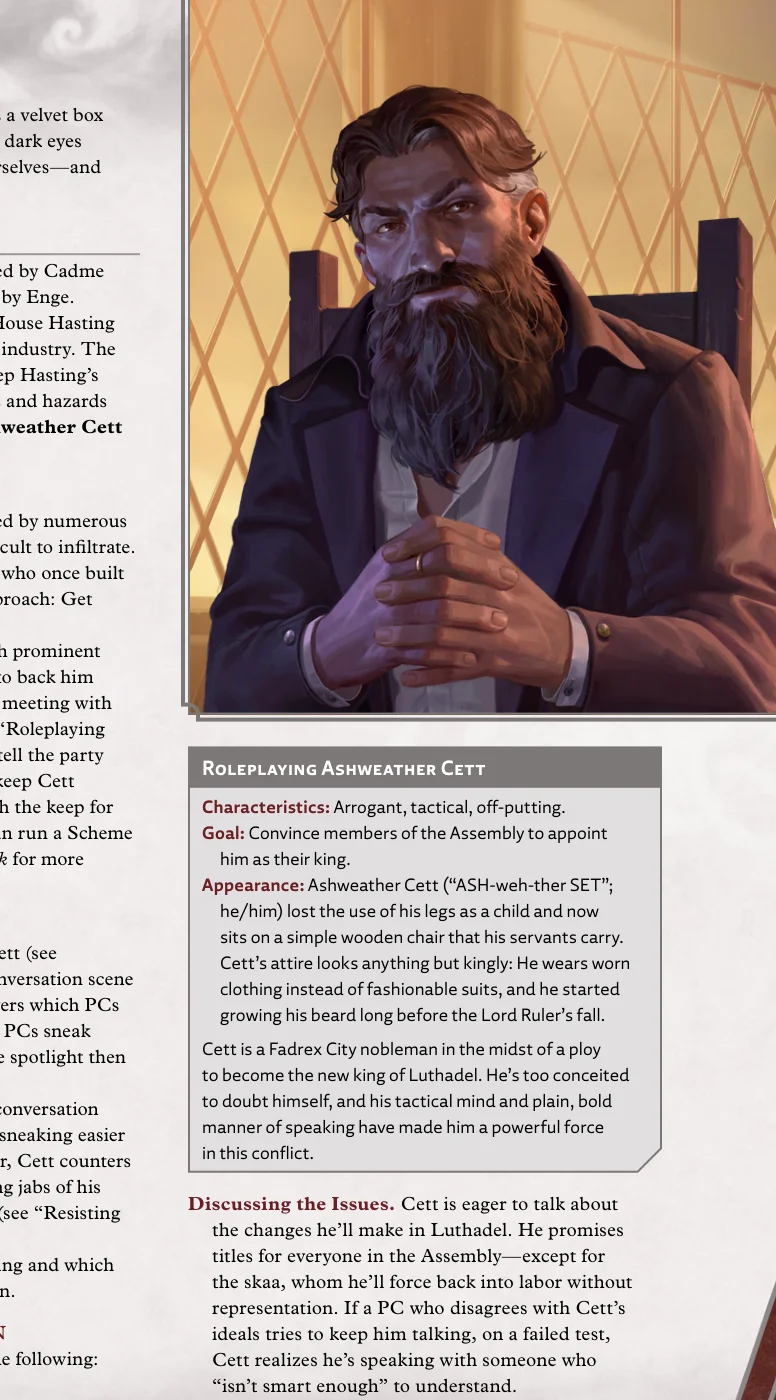 a velvet box
dark eyes
rselves—and
ed by Cadme
by Enge.
House Hasting
industry. The
ep Hasting's
and hazards
hweather Cett
ed by numerous
cult to infiltrate.
who once built
proach: Get
h prominent
to back him
meeting with
“Roleplaying
tell the party
keep Cett
h the keep for
n run a Scheme
k for more
ett (see
nversation scene
ers which PCs
PCs sneak
e spotlight then
conversation
sneaking easier
r, Cett counters
ng jabs of his
(see “Resisting
ing and which
n.
N
e following:
Roleplaying Ashweather Cett
Characteristics: Arrogant, tactical, off-putting.
Goal: Convince members of the Assembly to appoint
him as their king.
Appearance: Ashweather Cett (“ASH-weh-ther SET”;
he/him) lost the use of his legs as a child and now
sits on a simple wooden chair that his servants carry.
Cett's attire looks anything but kingly: He wears worn
clothing instead of fashionable suits, and he started
growing his beard long before the Lord Ruler's fall.
Cett is a Fadrex City nobleman in the midst of a ploy
to become the new king of Luthadel. He's too conceited
to doubt himself, and his tactical mind and plain, bold
manner of speaking have made him a powerful force
in this conflict.
Discussing the Issues. Cett is eager to talk about
the changes he'll make in Luthadel. He promises
titles for everyone in the Assembly—except for
the skaa, whom he'll force back into labor without
representation. If a PC who disagrees with Cett's
ideals tries to keep him talking, on a failed test,
Cett realizes he's speaking with someone who
“isn't smart enough” to understand.